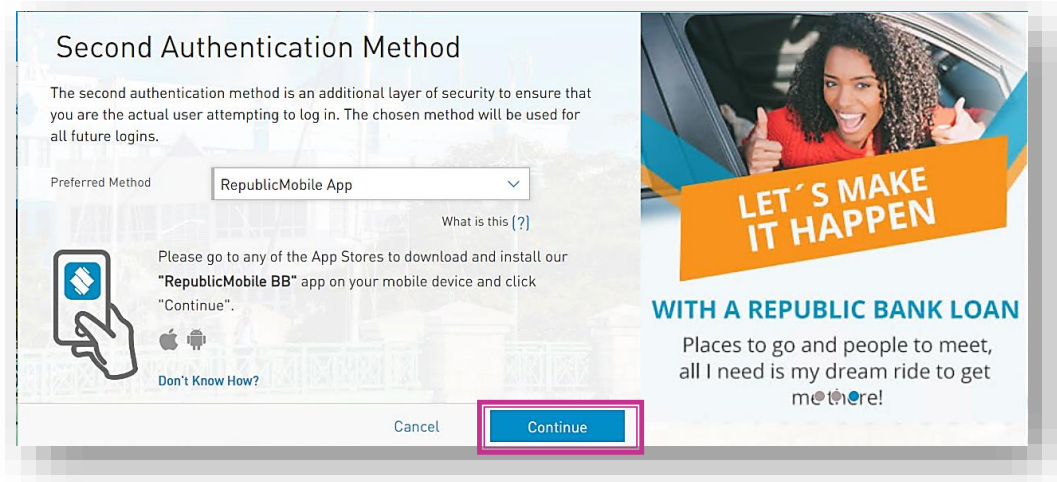 Second Authentication Method
The second authentication method is an additional layer of security to ensure that
you are the actual user attempting to log in. The chosen method will be used for
all future logins.
Preferred Method
RepublicMobile App
What is this [?]
Please go to any of the App Stores to download and install our
"RepublicMobile BB" app on your mobile device and click
"Continue".
Don't Know How?
Cancel
Continue
LET´S MAKE
IT HAPPEN
WITH A REPUBLIC BANK LOAN
Places to go and people to meet,
all I need is my dream ride to get
me there!